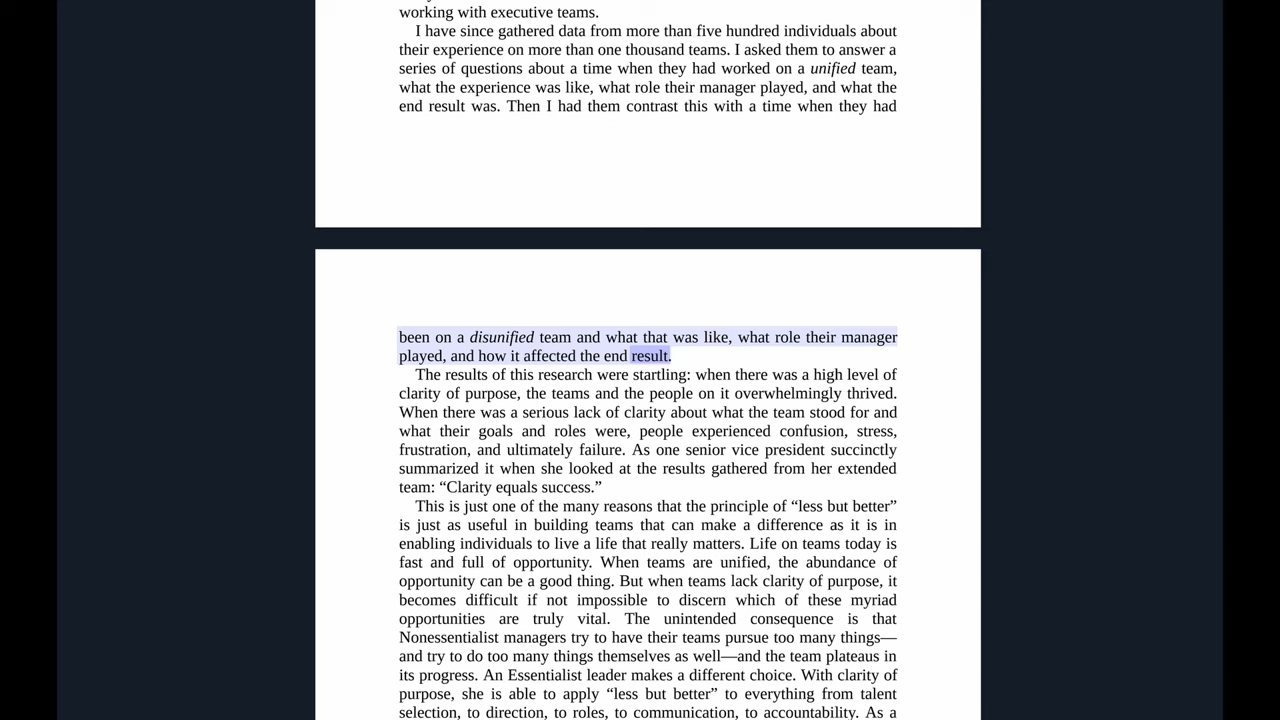 working with executive teams.
I have since gathered data from more than five hundred individuals about
their experience on more than one thousand teams. I asked them to answer a
series of questions about a time when they had worked on a unified team,
what the experience was like, what role their manager played, and what the
end result was. Then I had them contrast this with a time when they had
been on a disunified team and what that was like, what role their manager
played, and how it affected the end result.
The results of this research were startling: when there was a high level of
clarity of purpose, the teams and the people on it overwhelmingly thrived.
When there was a serious lack of clarity about what the team stood for and
what their goals and roles were, people experienced confusion, stress,
frustration, and ultimately failure. As one senior vice president succinctly
summarized it when she looked at the results gathered from her extended
team: “Clarity equals success.”
This is just one of the many reasons that the principle of “less but better”
is just as useful in building teams that can make a difference as it is in
enabling individuals to live a life that really matters. Life on teams today is
fast and full of opportunity. When teams are unified, the abundance of
opportunity can be a good thing. But when teams lack clarity of purpose, it
becomes difficult if not impossible to discern which of these myriad
opportunities are truly vital. The unintended consequence is that
Nonessentialist managers try to have their teams pursue too many things—
and try to do too many things themselves as well—and the team plateaus in
its progress. An Essentialist leader makes a different choice. With clarity of
purpose, she is able to apply “less but better” to everything from talent
selection, to direction, to roles, to communication, to accountability. As a